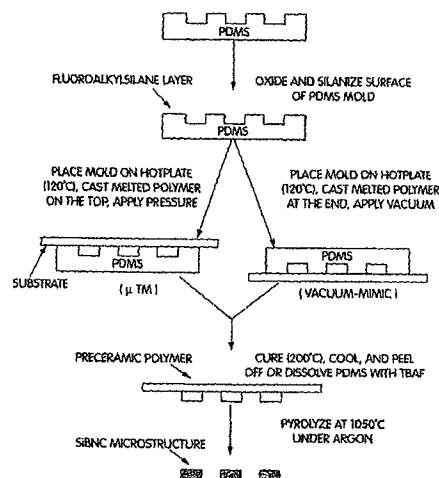 PDMS
FLUOROALKYLSILANE LAYER
OXIDE AND SILANIZE SURFACE
OF PDMS MOLD
PDMS
PLACE MOLD ON HOTPLATE
(120°C), CAST MELTED POLYMER
ON THE TOP, APPLY PRESSURE
PLACE MOLD ON HOTPLATE
(120°C), CAST MELTED POLYMER
AT THE END, APPLY VACUUM
SUBSTRATE
PDMS
(μ TM)
PDMS
(VACUUM-MIMIC)
PRECERAMIC POLYMER
CURE (200°C), COOL, AND PEEL
OFF OR DISSOLVE PDMS WITH TBAF
PYROLYZE AT 1050°C
UNDER ARGON
SiBNC MICROSTRUCTURE